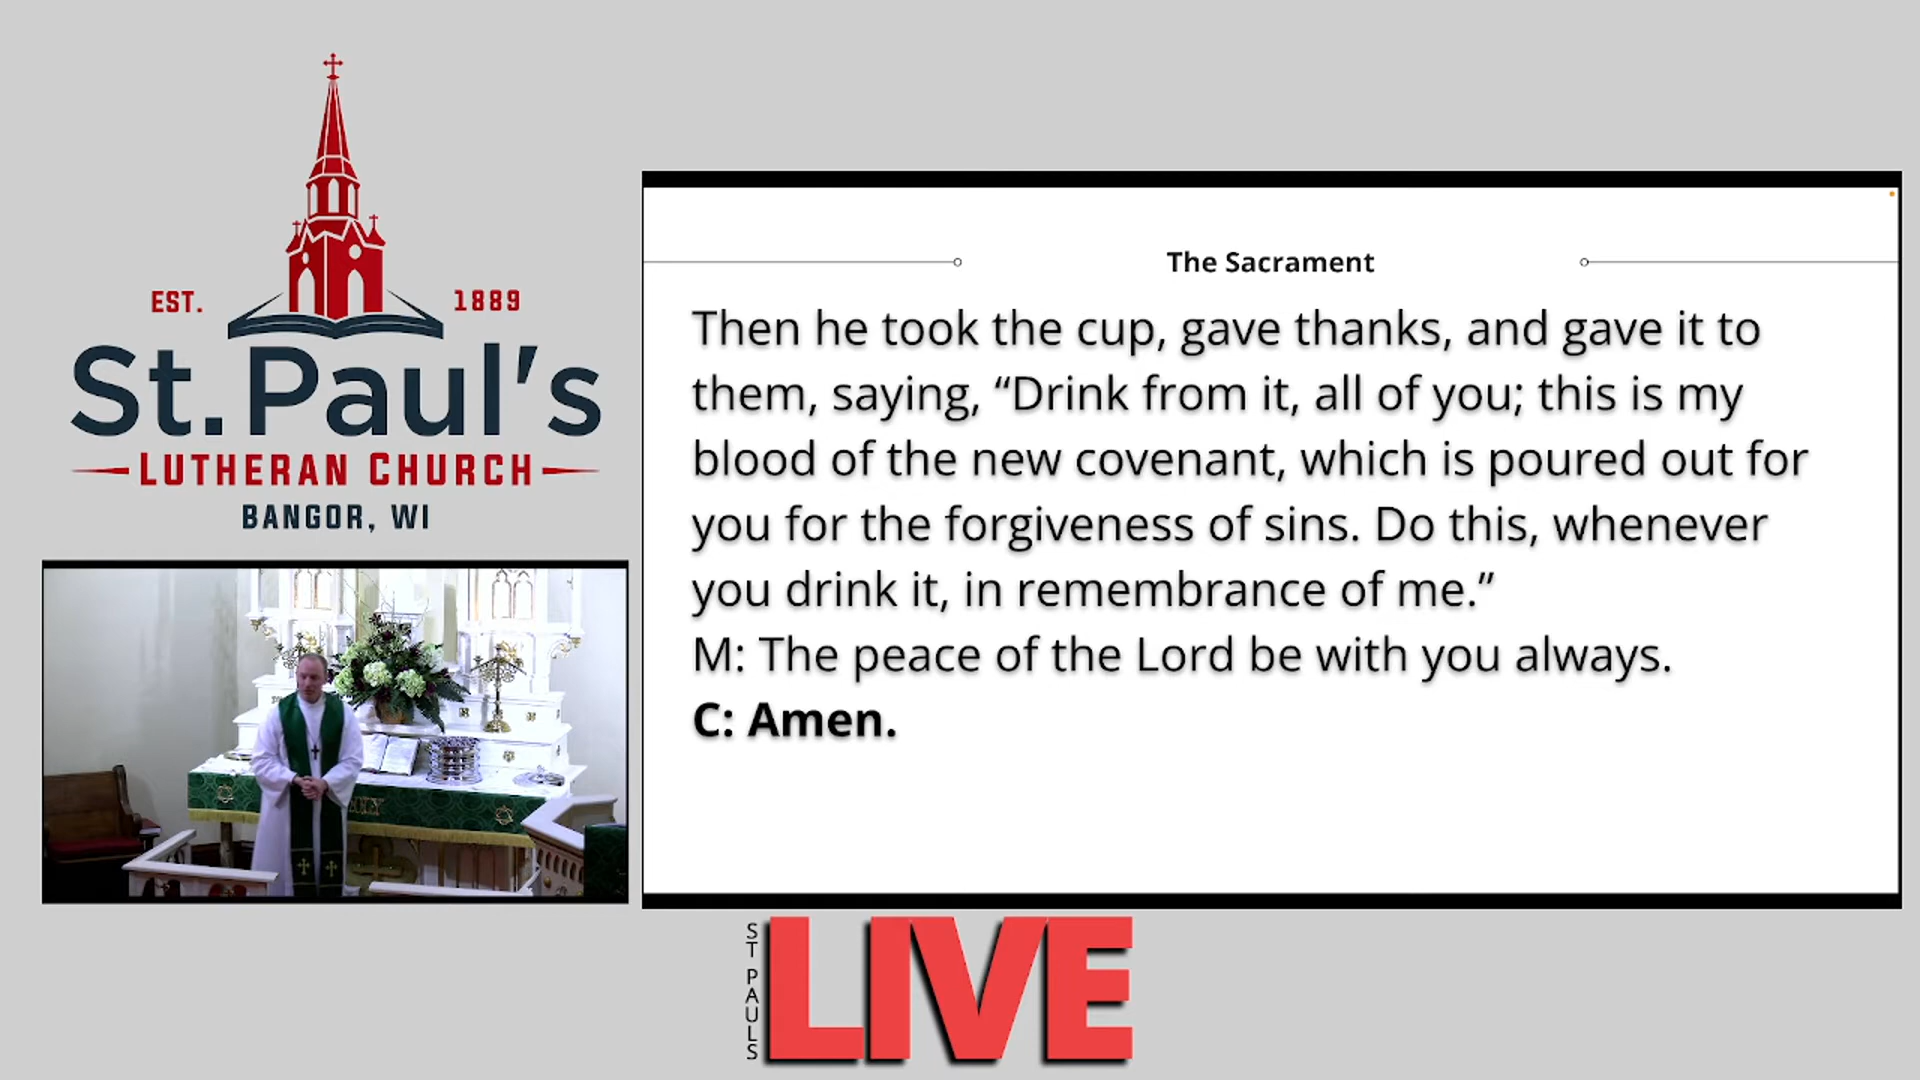 EST. 1889
St. Paul's
LUTHERAN CHURCH
BANGOR, WI
The Sacrament
Then he took the cup, gave thanks, and gave it to
them, saying, “Drink from it, all of you; this is my
blood of the new covenant, which is poured out for
you for the forgiveness of sins. Do this, whenever
you drink it, in remembrance of me.”
M: The peace of the Lord be with you always.
C: Amen.
ST PAULS
LIVE